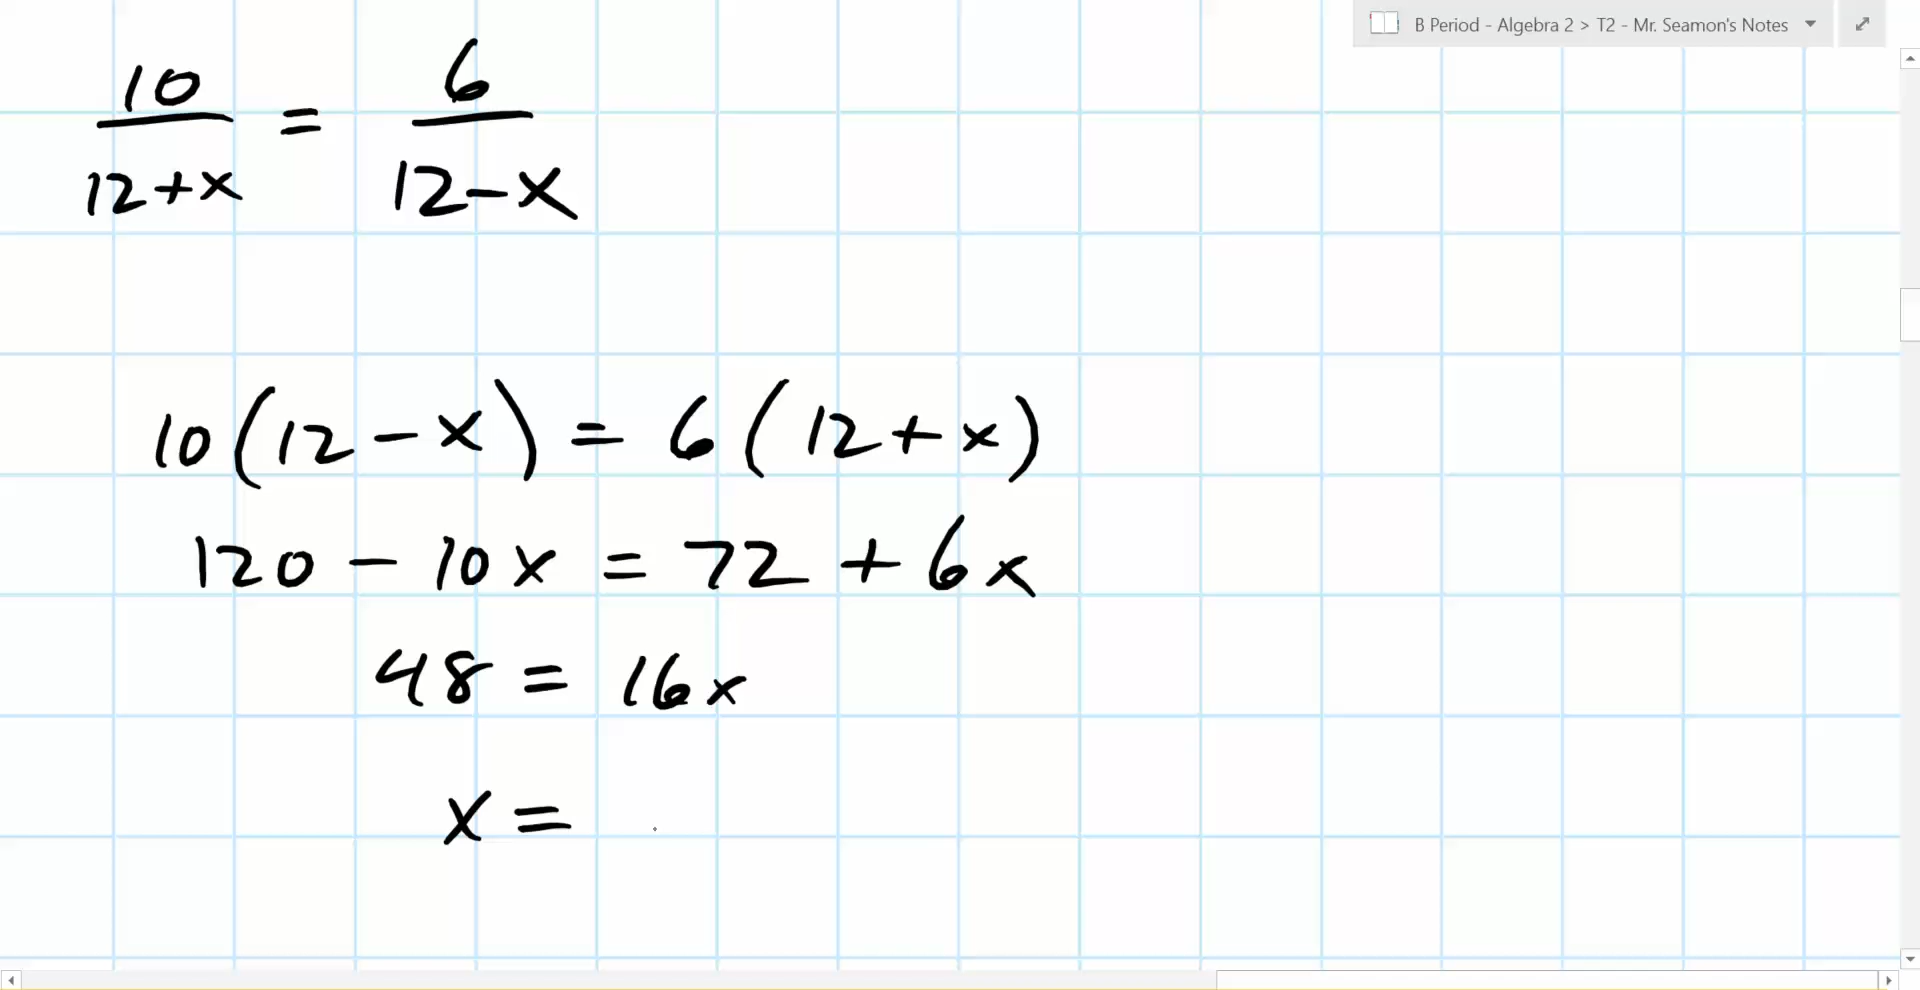 B Period - Algebra 2 > T2 - Mr. Seamon's Notes
10/(12+x) = 6/(12-x)
10(12-x) = 6(12+x)
120 - 10x = 72 + 6x
48 = 16x
x =